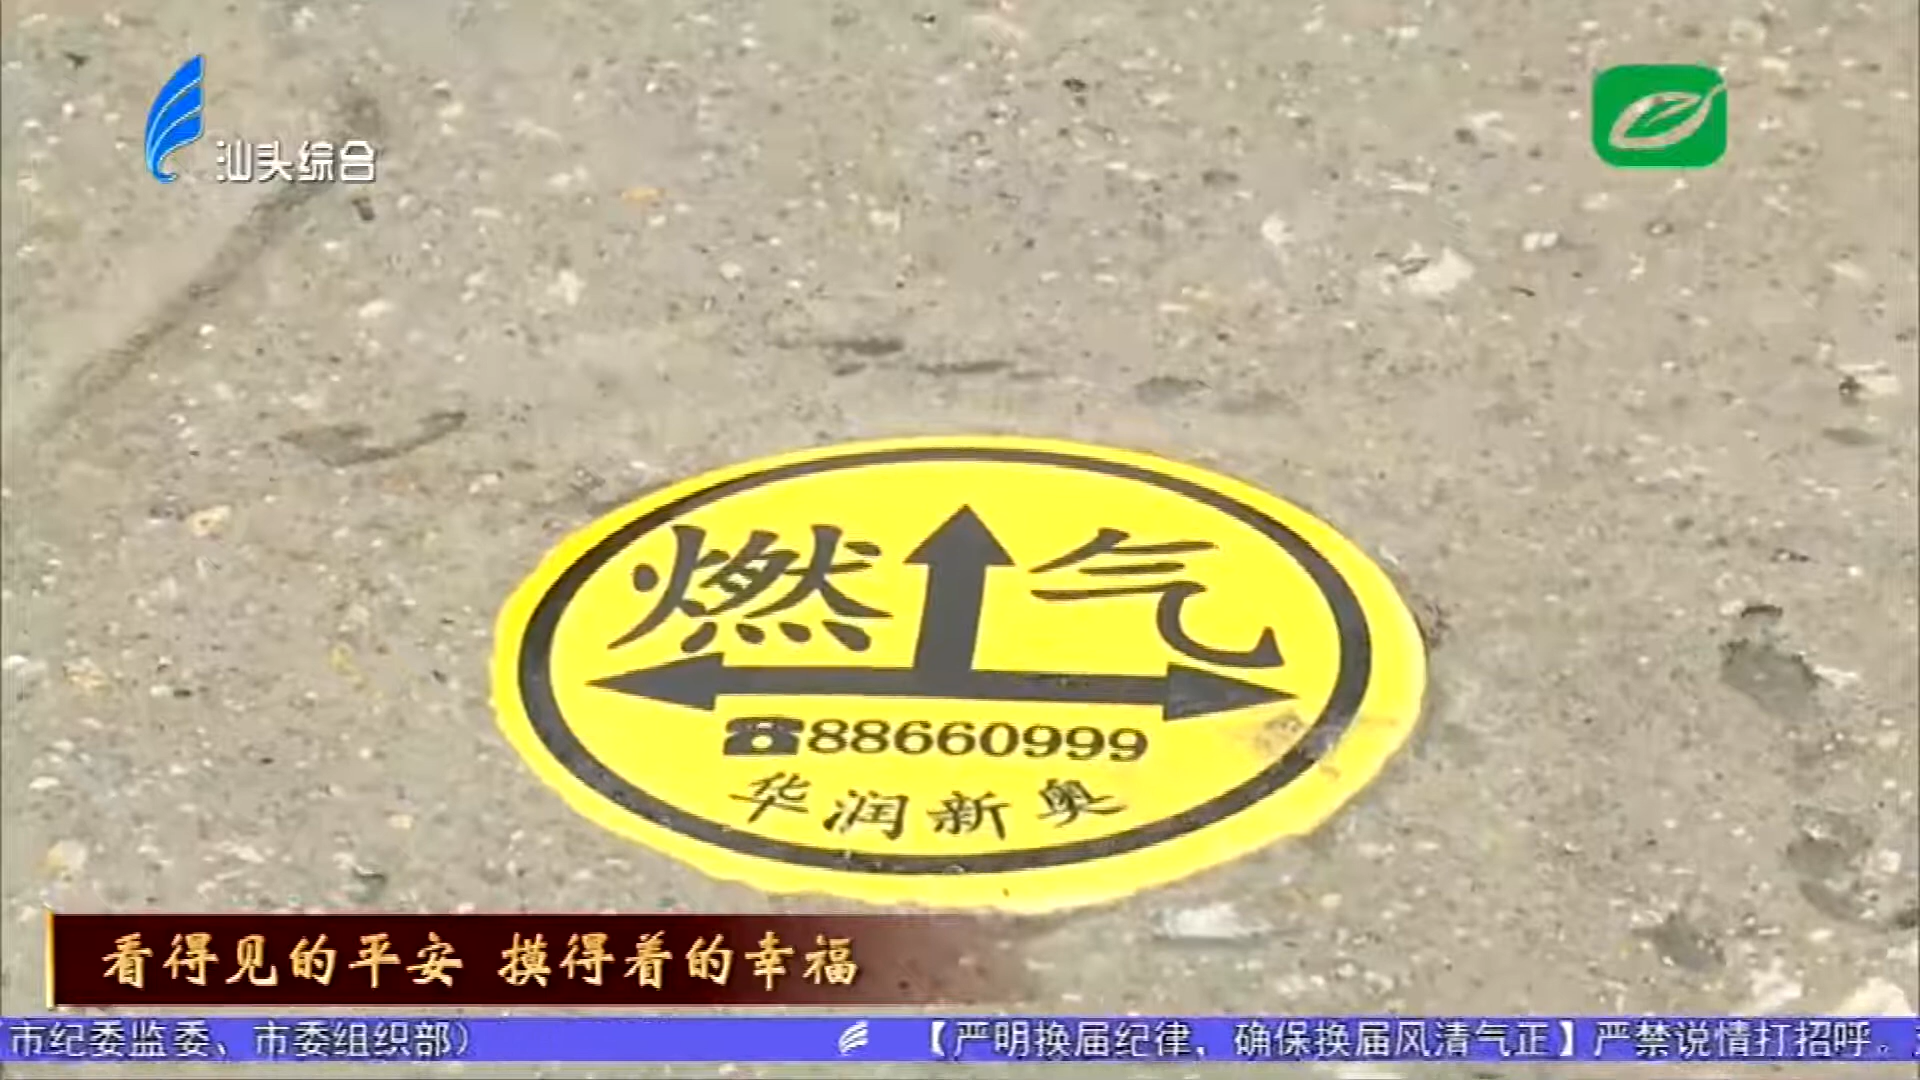 汕头综合
燃气
☎88660999
华润新奥
看得见的平安 摸得着的幸福
市纪委监委、市委组织部）
【严明换届纪律，确保换届风清气正】严禁说情打招呼。